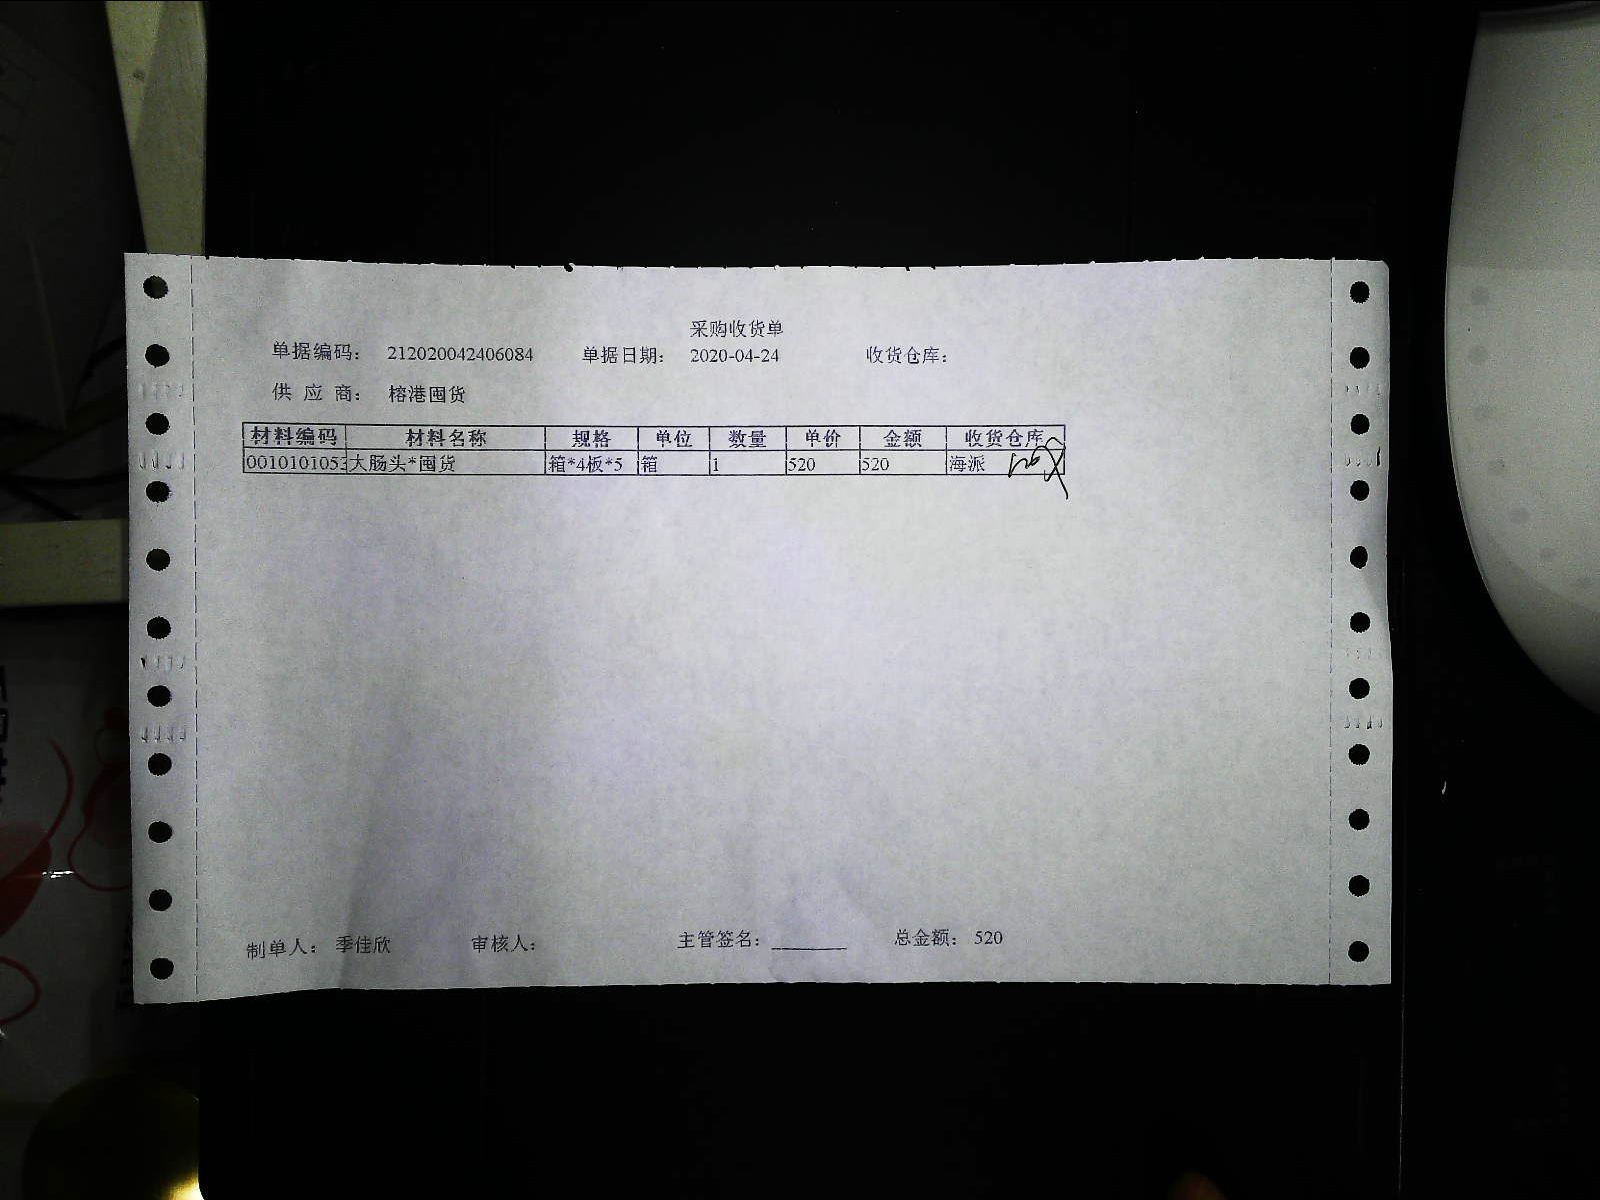 采购收货单
单据编码： 212020042406084 单据日期： 2020-04-24 收货仓库：
供 应 商： 榕港囤货
材料编码 材料名称 规格 单位 数量 单价 金额 收货仓库
0010101053 大肠头*囤货 箱*4板*5 箱 1 520 520 海派
制单人： 季佳欣 审核人： 主管签名： 总金额： 520